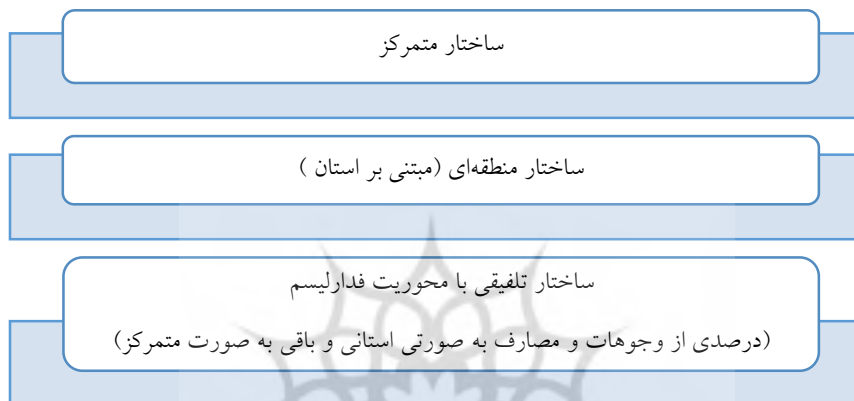 ساختار متمرکز
ساختار منطقه‌ای (مبتنی بر استان )
ساختار تلفیقی با محوریت فدارلیسم
(درصدی از وجوهات و مصارف به صورتی استانی و باقی به صورت متمرکز)